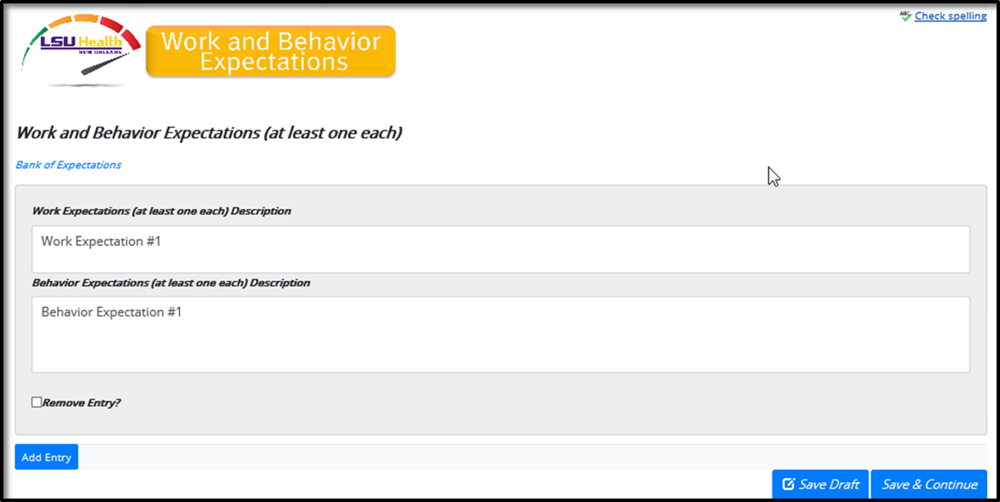 ABC Check spelling
LSU Health
NEW ORLEANS
Work and Behavior
Expectations
Work and Behavior Expectations (at least one each)
Bank of Expectations
Work Expectations (at least one each) Description
Work Expectation #1
Behavior Expectations (at least one each) Description
Behavior Expectation #1
Remove Entry?
Add Entry
Save Draft
Save & Continue